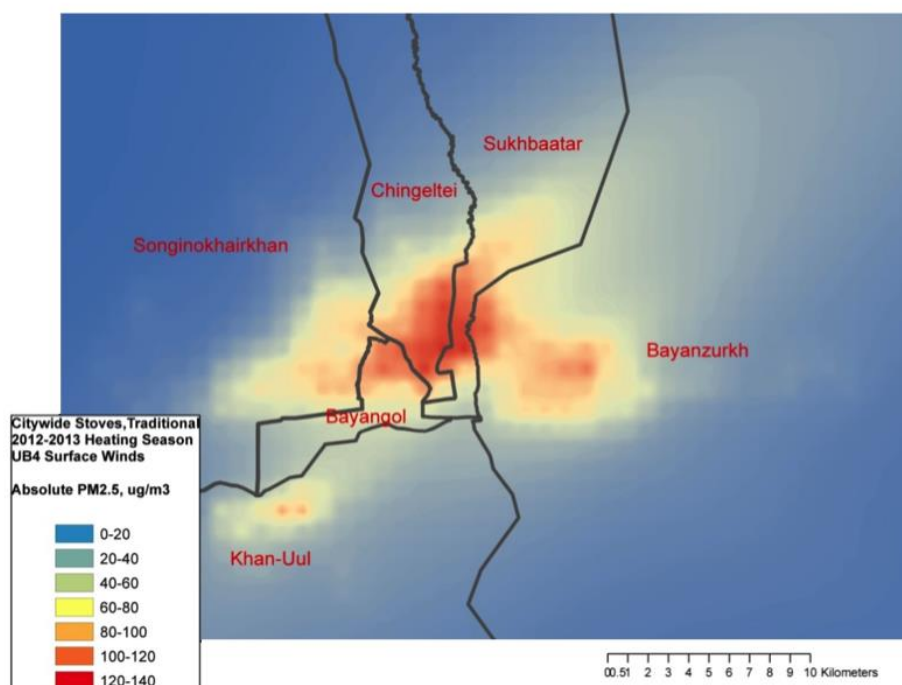 Sukhbaatar
Chingeltei
Songinokhairkhan
Bayanzurkh
Bayangol
Khan-Uul
Citywide Stoves,Traditional
2012-2013 Heating Season
UB4 Surface Winds
Absolute PM2.5, ug/m3
0-20
20-40
40-60
60-80
80-100
100-120
120-140
00.51 2 3 4 5 6 7 8 9 10 Kilometers